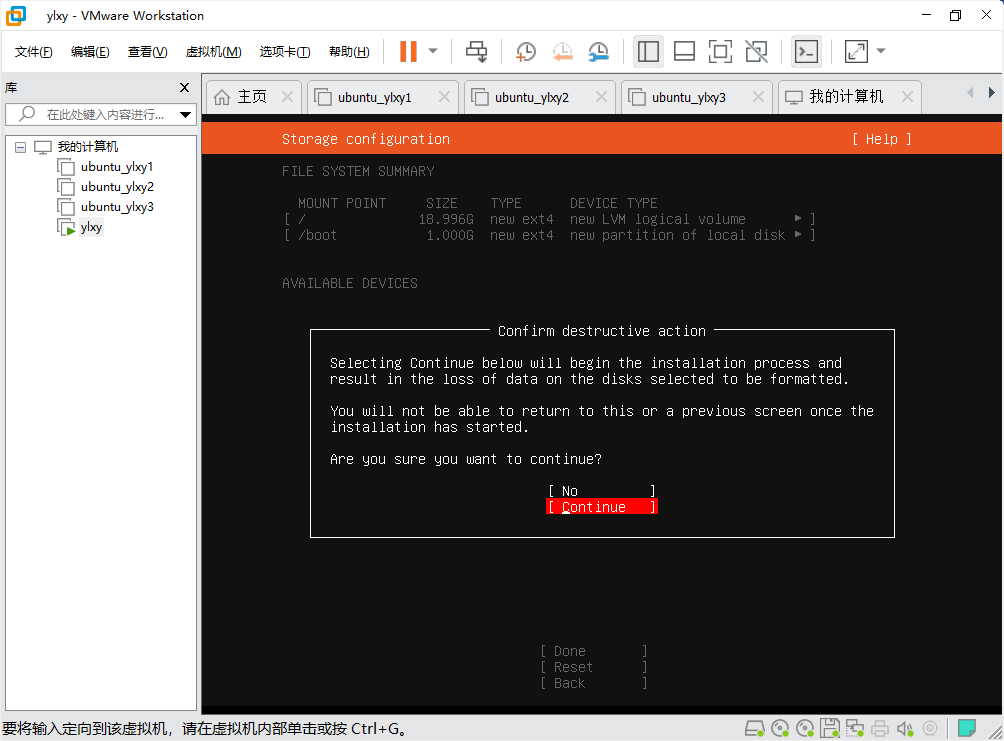 ylxy - VMware Workstation
文件(F) 编辑(E) 查看(V) 虚拟机(M) 选项卡(T) 帮助(H)
库
在此处键入内容进行...
我的计算机
ubuntu_ylxy1
ubuntu_ylxy2
ubuntu_ylxy3
ylxy
主页 ubuntu_ylxy1 ubuntu_ylxy2 ubuntu_ylxy3 我的计算机
Storage configuration [ Help ]
FILE SYSTEM SUMMARY
MOUNT POINT SIZE TYPE DEVICE TYPE
[ / 18.996G new ext4 new LVM logical volume ▸ ]
[ /boot 1.000G new ext4 new partition of local disk ▸ ]
AVAILABLE DEVICES
Confirm destructive action
Selecting Continue below will begin the installation process and
result in the loss of data on the disks selected to be formatted.
You will not be able to return to this or a previous screen once the
installation has started.
Are you sure you want to continue?
[ No ]
[ Continue ]
[ Done ]
[ Reset ]
[ Back ]
要将输入定向到该虚拟机，请在虚拟机内部单击或按 Ctrl+G。